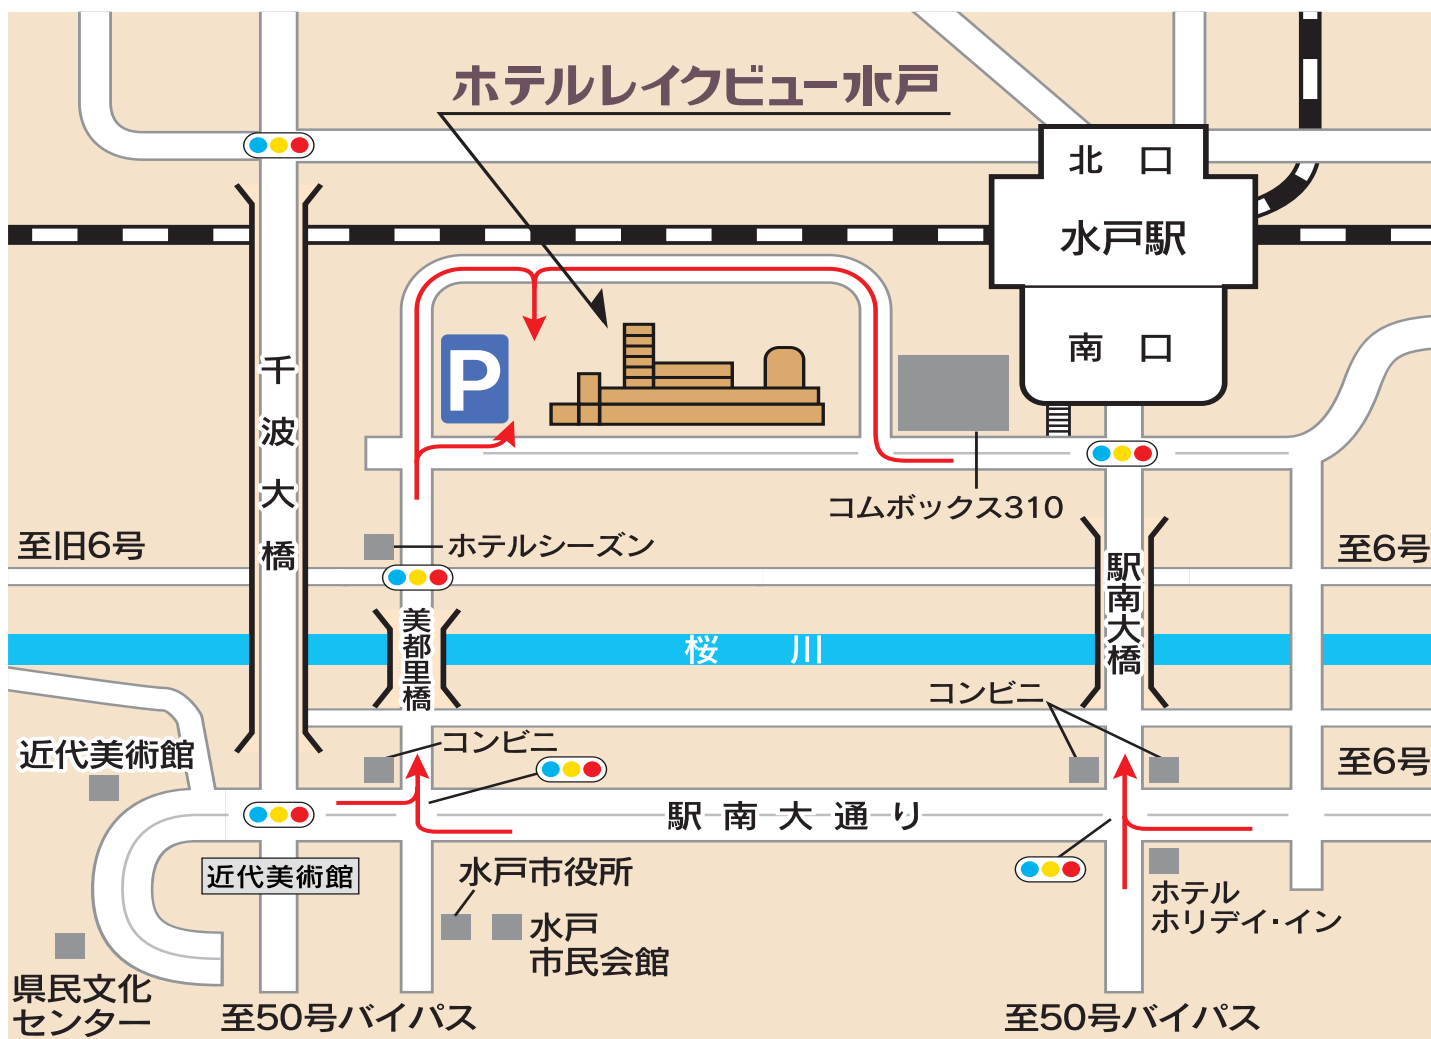 ホテルレイクビュー水戸
北口
水戸駅
南口
P
千波大橋
コムボックス310
至旧6号
ホテルシーズン
至6号
駅南大橋
美都里橋
桜川
コンビニ
コンビニ
近代美術館
至6号
駅南大通り
近代美術館
水戸市役所
ホテル
ホリデイ・イン
水戸
市民会館
県民文化
センター
至50号バイパス
至50号バイパス